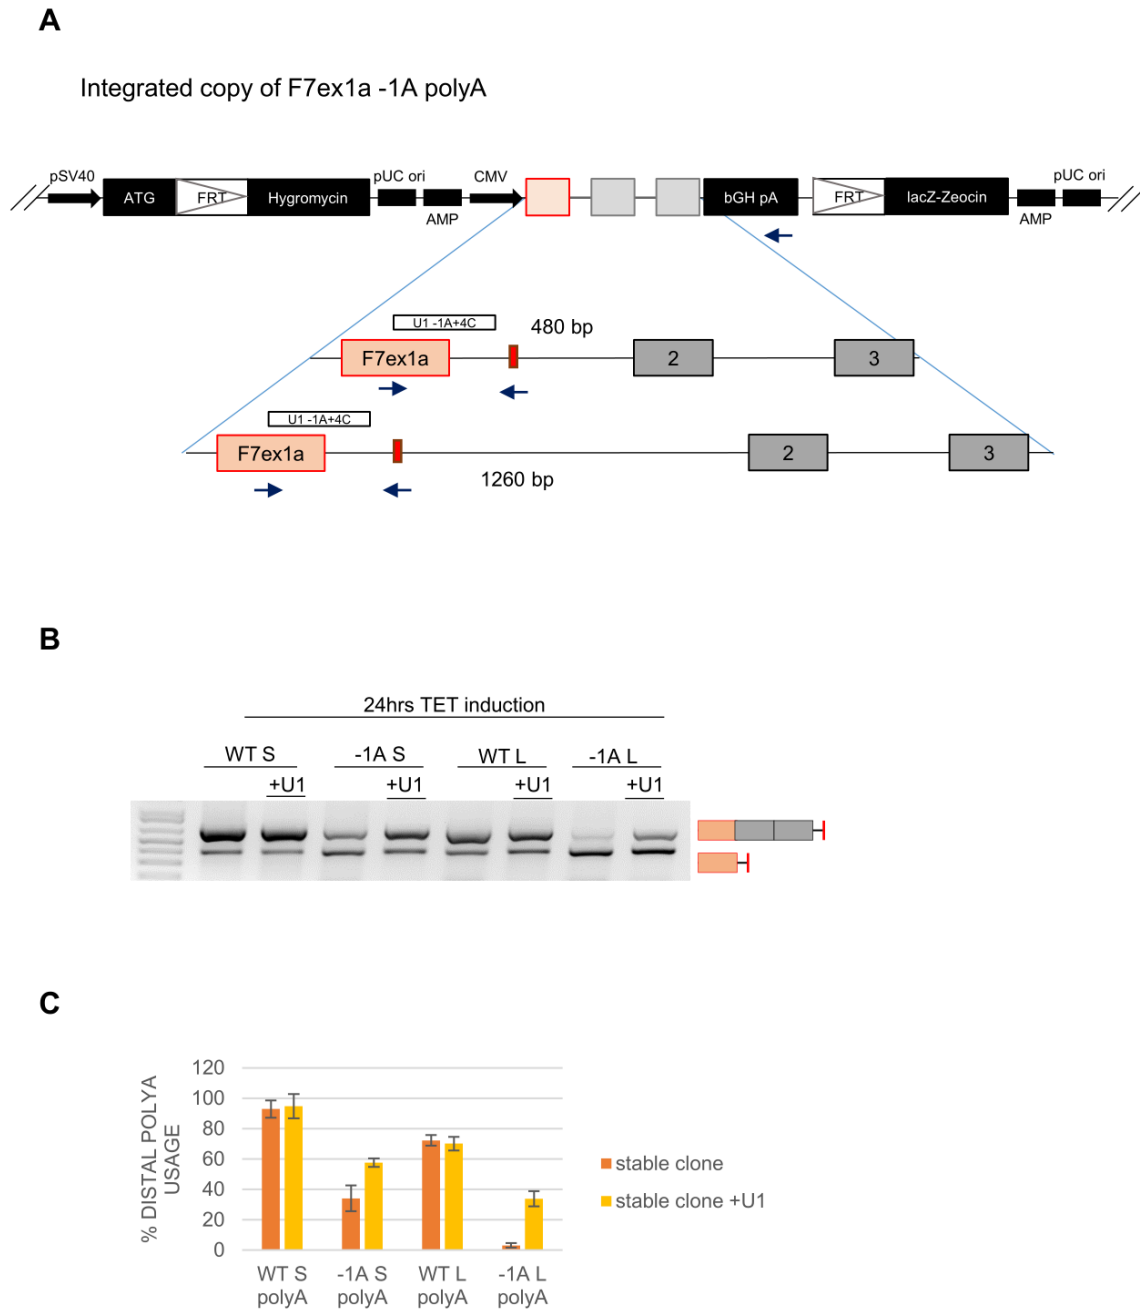 A
Integrated copy of F7ex1a -1A polyA
pSV40
pUC ori
CMV
pUC ori
ATG
FRT
Hygromycin
bGH pA
FRT
lacZ-Zeocin
AMP
AMP
U1 -1A+4C
480 bp
F7ex1a
2
3
U1 -1A+4C
F7ex1a
2
3
1260 bp
B
24hrs TET induction
WT S
-1A S
WT L
-1A L
+U1
+U1
+U1
+U1
C
120
100
80
60
40
20
0
% DISTAL POLYA
USAGE
stable clone
stable clone +U1
WT S
polyA
-1A S
polyA
WT L
polyA
-1A L
polyA